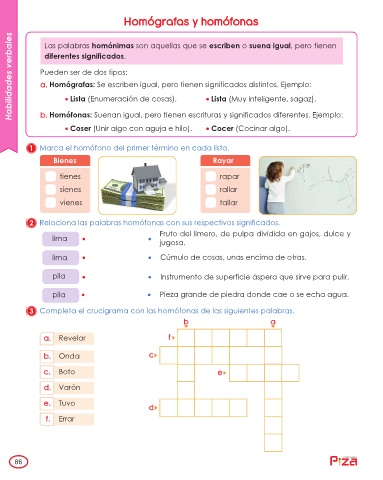 Homógrafas y homófonas
Habilidades verbales
Las palabras homónimas son aquellas que se escriben o suena igual, pero tienen
diferentes significados.
Pueden ser de dos tipos:
a. Homógrafas: Se escriben igual, pero tienen significados distintos. Ejemplo:
• Lista (Enumeración de cosas). • Lista (Muy inteligente, sagaz).
b. Homófonas: Suenan igual, pero tienen escrituras y significados diferentes. Ejemplo:
• Coser (Unir algo con aguja e hilo). • Cocer (Cocinar algo).
1 Marca el homófono del primer término en cada lista.
Bienes Rayar
tienes rapar
sienes rallar
vienes tallar
2 Relaciona las palabras homófonas con sus respectivos significados.
lima • • Fruto del limero, de pulpa dividida en gajos, dulce y
jugosa.
lima • • Cúmulo de cosas, unas encima de otras.
pila • • Instrumento de superficie áspera que sirve para pulir.
pila • • Pieza grande de piedra donde cae o se echa agua.
3 Completa el crucigrama con las homófonas de las siguientes palabras.
b a
a. Revelar f
b. Onda c
c. Boto e
d. Varón
e. Tuvo d
f. Errar
86